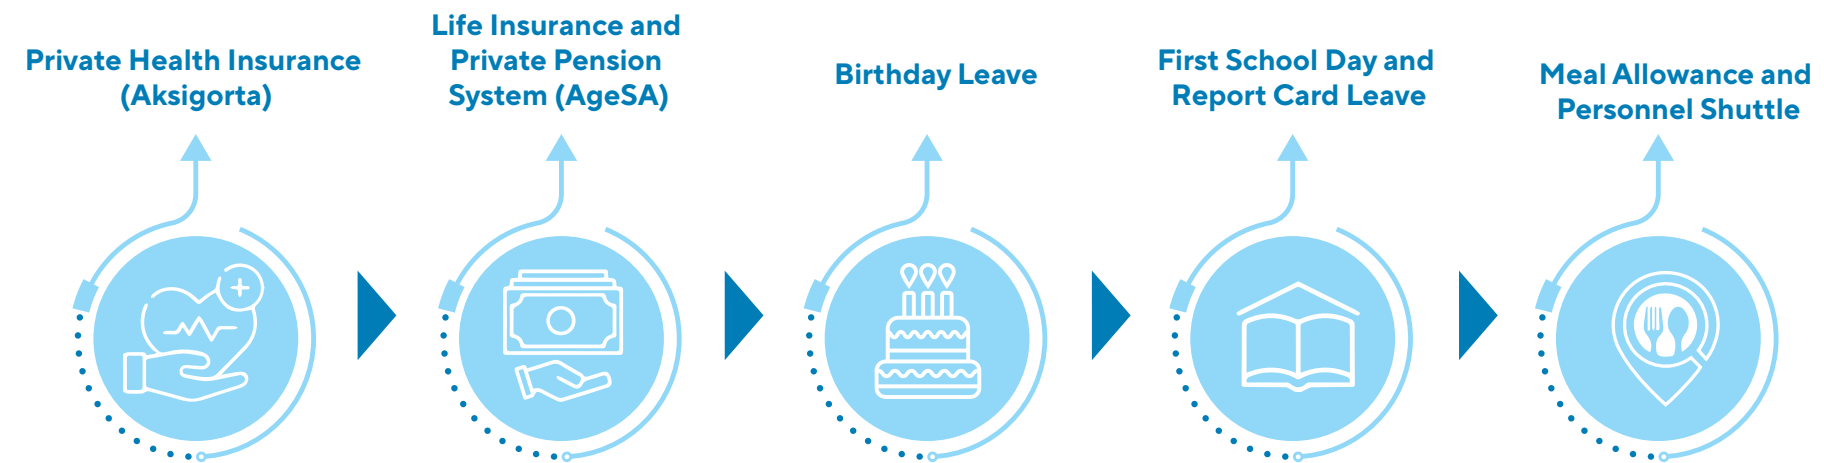 Private Health Insurance
(Aksigorta)
Life Insurance and
Private Pension
System (AgeSA)
Birthday Leave
First School Day and
Report Card Leave
Meal Allowance and
Personnel Shuttle